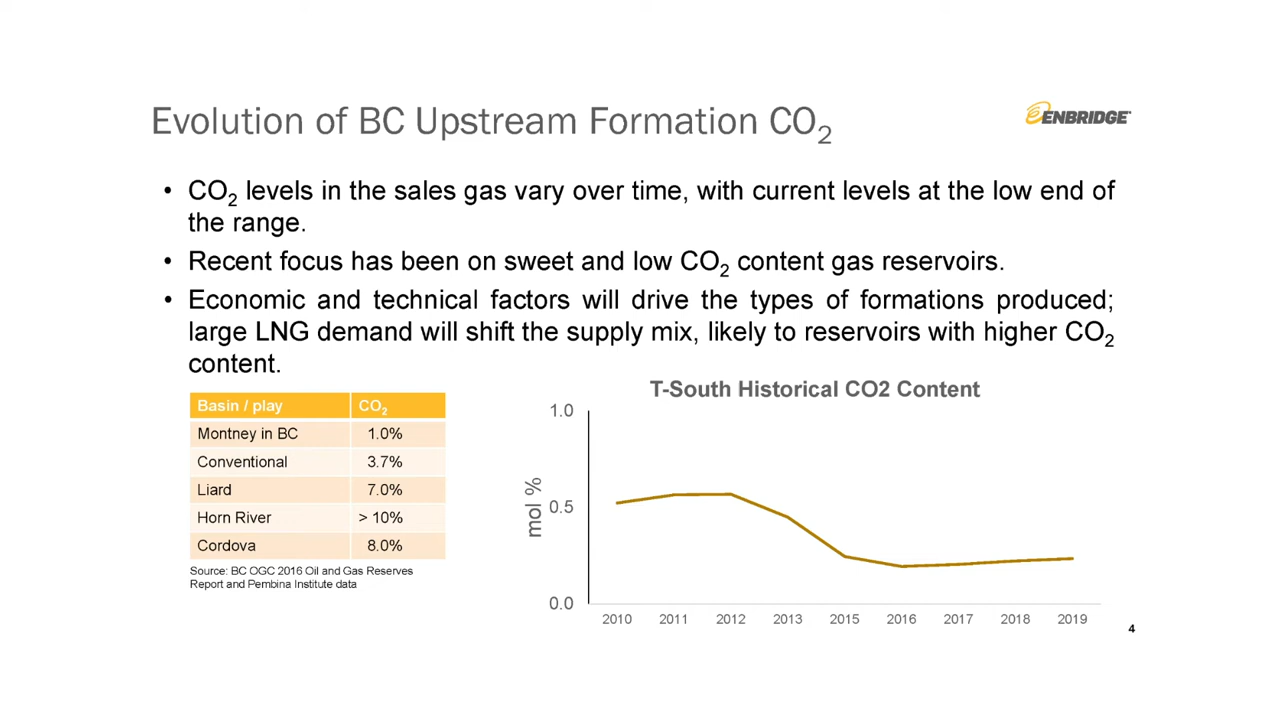 Evolution of BC Upstream Formation CO2
ENBRIDGE
• CO2 levels in the sales gas vary over time, with current levels at the low end of
the range.
• Recent focus has been on sweet and low CO2 content gas reservoirs.
• Economic and technical factors will drive the types of formations produced;
large LNG demand will shift the supply mix, likely to reservoirs with higher CO2
content.
Basin / play CO2
Montney in BC 1.0%
Conventional 3.7%
Liard 7.0%
Horn River > 10%
Cordova 8.0%
Source: BC OGC 2016 Oil and Gas Reserves
Report and Pembina Institute data
T-South Historical CO2 Content
1.0
0.5
0.0
mol %
2010 2011 2012 2013 2015 2016 2017 2018 2019
4